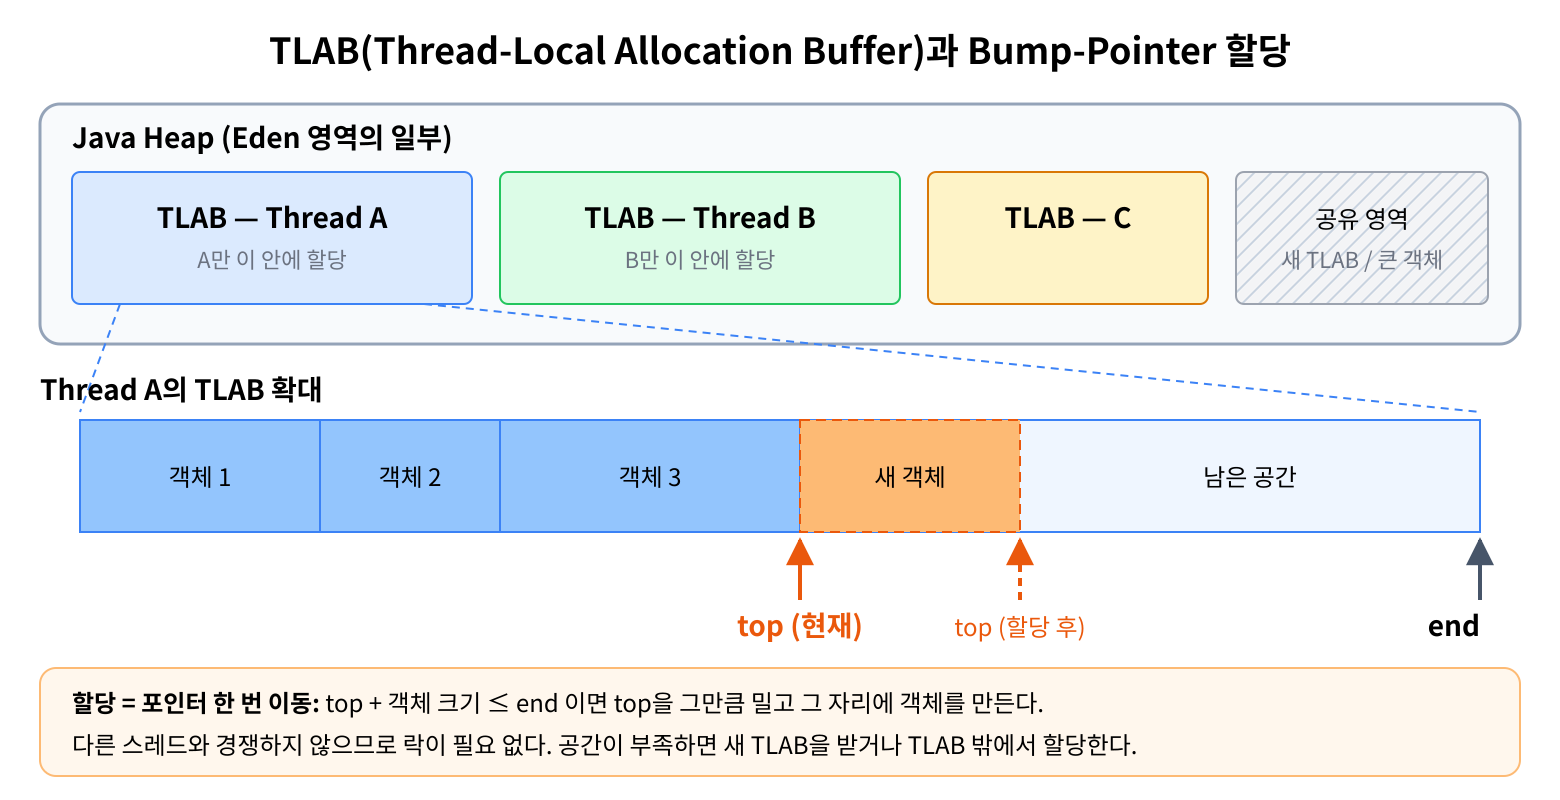 TLAB(Thread-Local Allocation Buffer)과 Bump-Pointer 할당
Java Heap (Eden 영역의 일부)
TLAB — Thread A
A만 이 안에 할당
TLAB — Thread B
B만 이 안에 할당
TLAB — C
공유 영역
새 TLAB / 큰 객체
Thread A의 TLAB 확대
객체 1
객체 2
객체 3
새 객체
남은 공간
top (현재)
top (할당 후)
end
할당 = 포인터 한 번 이동: top + 객체 크기 ≤ end 이면 top을 그만큼 밀고 그 자리에 객체를 만든다.
다른 스레드와 경쟁하지 않으므로 락이 필요 없다. 공간이 부족하면 새 TLAB을 받거나 TLAB 밖에서 할당한다.